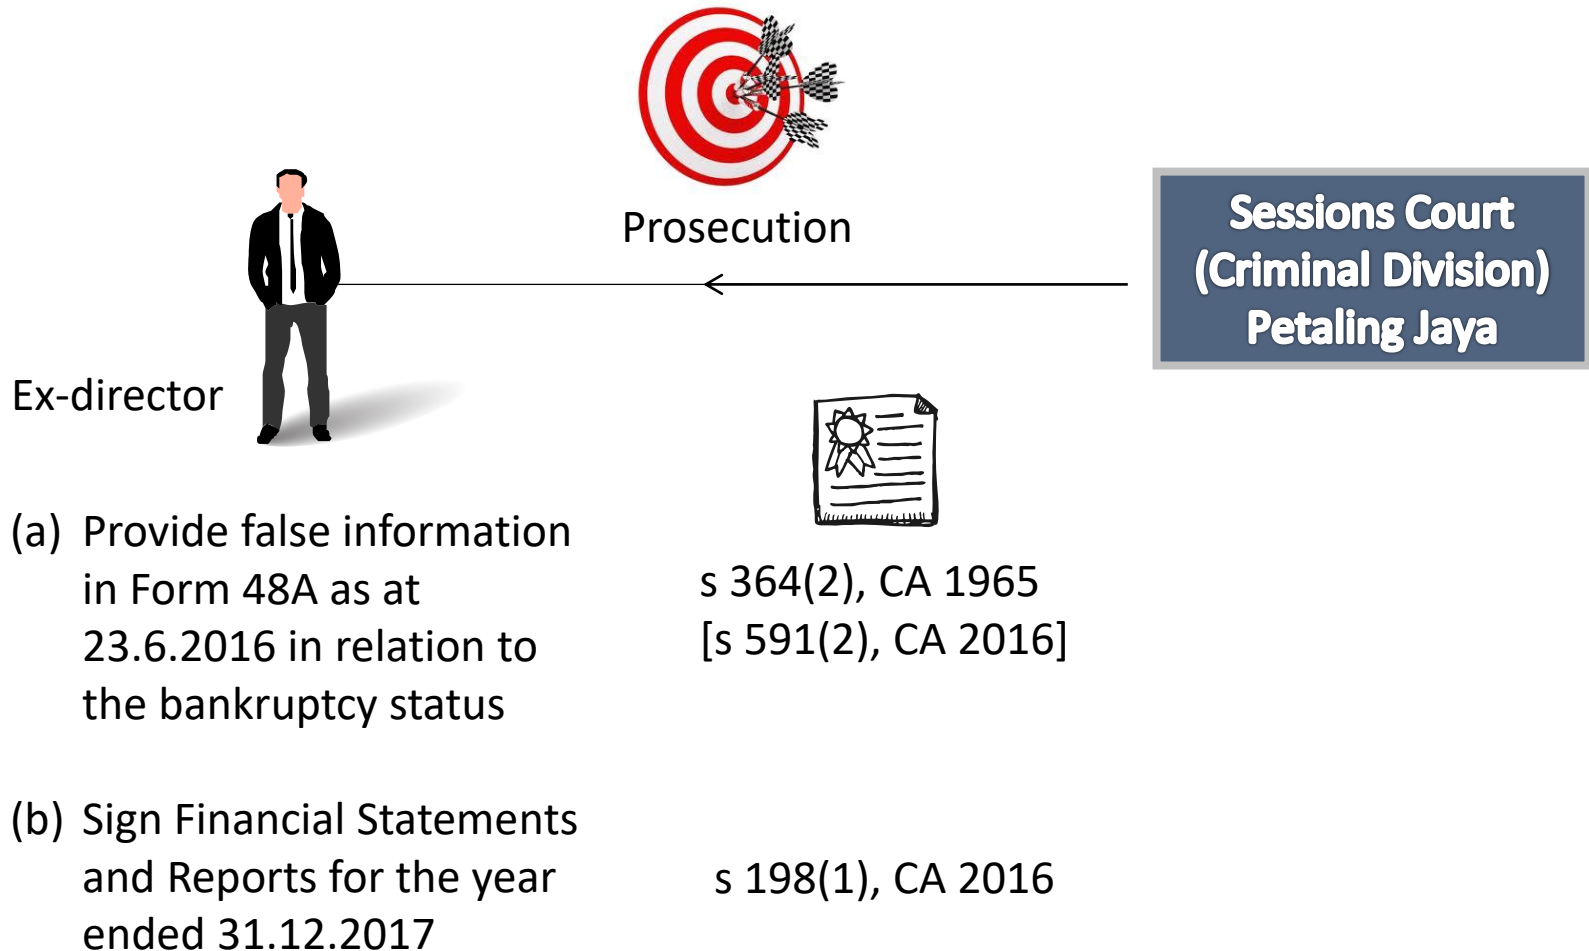 Prosecution
Sessions Court
(Criminal Division)
Petaling Jaya
Ex-director
(a) Provide false information
in Form 48A as at
23.6.2016 in relation to
the bankruptcy status
s 364(2), CA 1965
[s 591(2), CA 2016]
(b) Sign Financial Statements
and Reports for the year
ended 31.12.2017
s 198(1), CA 2016